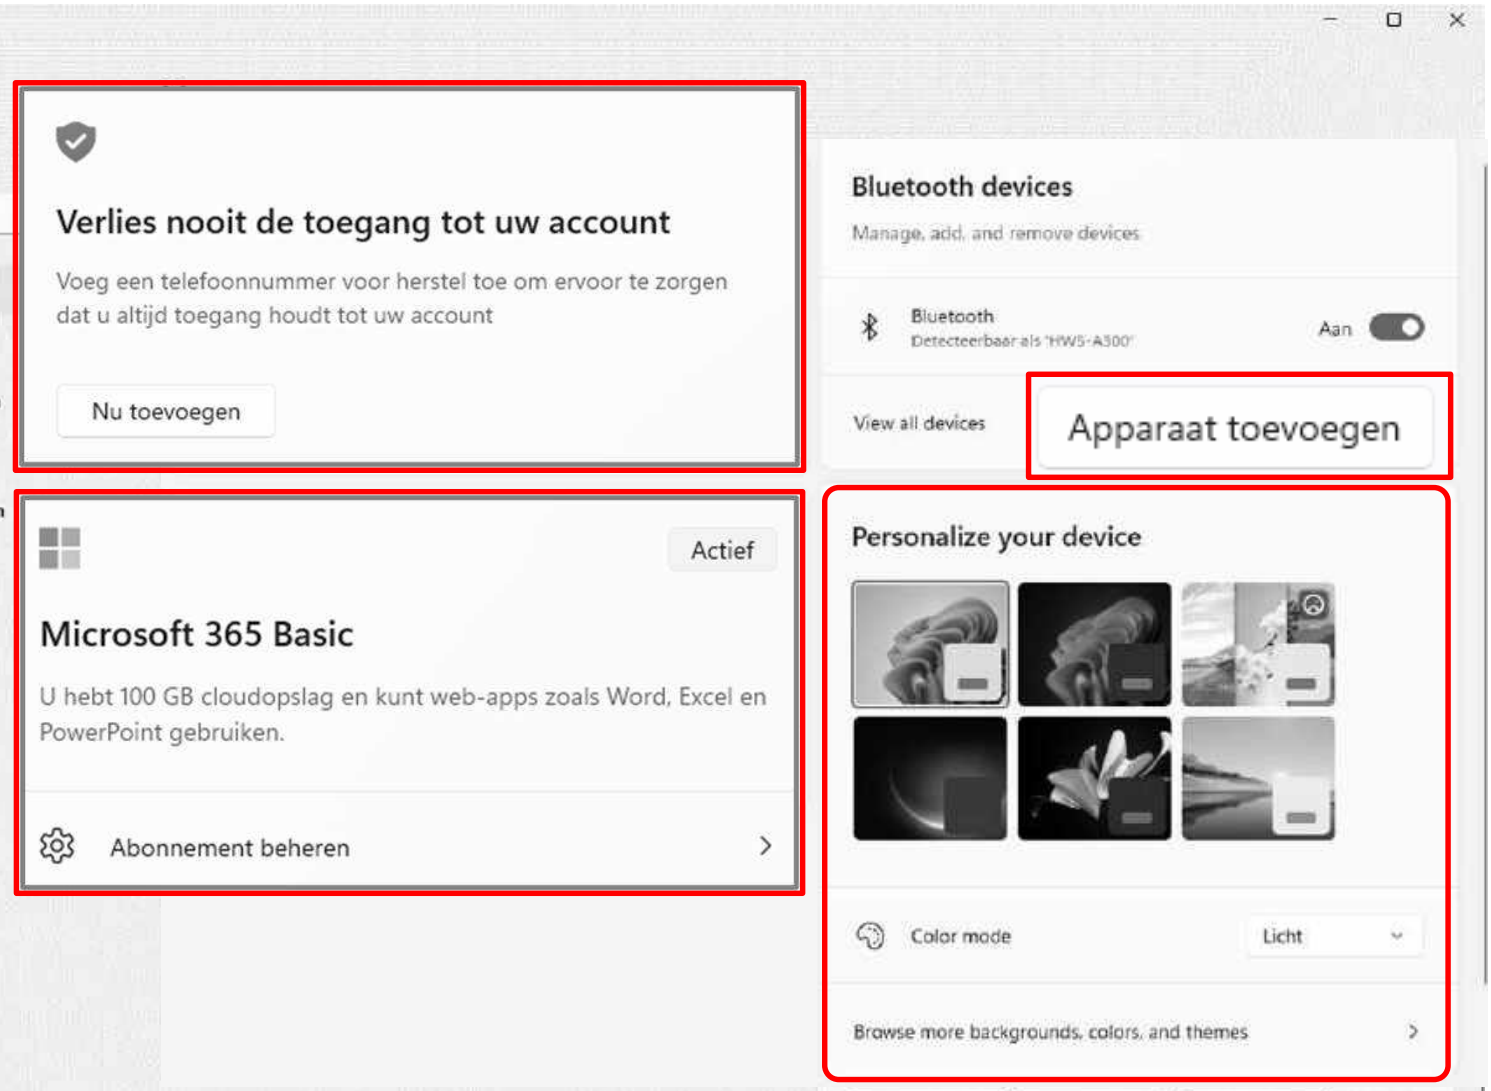 Verlies nooit de toegang tot uw account
Voeg een telefoonnummer voor herstel toe om ervoor te zorgen
dat u altijd toegang houdt tot uw account
Nu toevoegen
Actief
Microsoft 365 Basic
U hebt 100 GB cloudopslag en kunt web-apps zoals Word, Excel en
PowerPoint gebruiken.
Abonnement beheren
Bluetooth devices
Manage, add, and remove devices
Bluetooth
Detecteerbaar als "HWS-A300"
Aan
View all devices
Apparaat toevoegen
Personalize your device
Color mode
Licht
Browse more backgrounds, colors, and themes